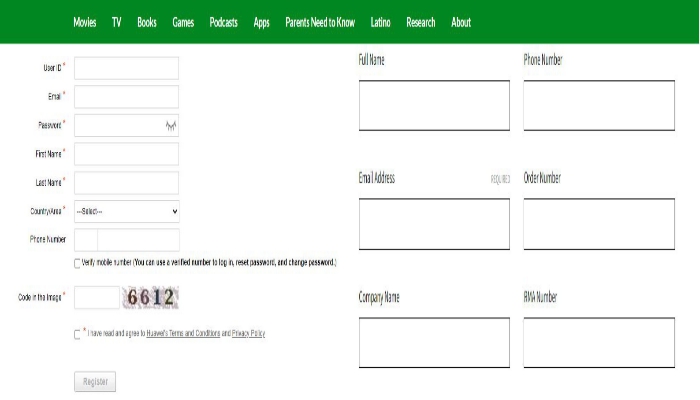 Movies TV Books Games Podcasts Apps Parents Need to Know Latino Research About
User ID *
Email *
Password *
First Name *
Last Name *
Country/Area * ---Select---
Phone Number
Verify mobile number (You can use a verified number to log in, reset password, and change password.)
Code in the Image * 6612
* I have read and agree to Huawei's Terms and Conditions and Privacy Policy
Register
Full Name
Phone Number
Email Address REQUIRED
Order Number
Company Name
RMA Number